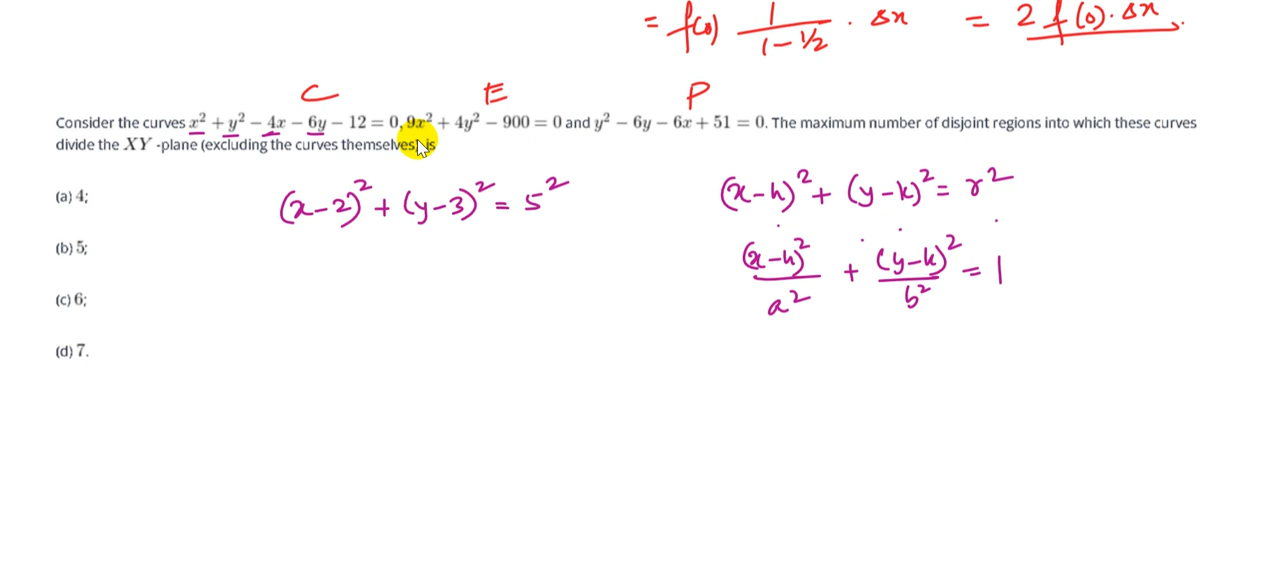 = f(0) 1/(1 - 1/2) · Δx = 2 f(0) · Δx.
C E P
Consider the curves x² + y² − 4x − 6y − 12 = 0, 9x² + 4y² − 900 = 0 and y² − 6y − 6x + 51 = 0. The maximum number of disjoint regions into which these curves
divide the XY -plane (excluding the curves themselves) is
(x-2)² + (y-3)² = 5² (x-h)² + (y-k)² = r²
(a) 4;
(b) 5; (x-h)²/a² + (y-k)²/b² = 1
(c) 6;
(d) 7.